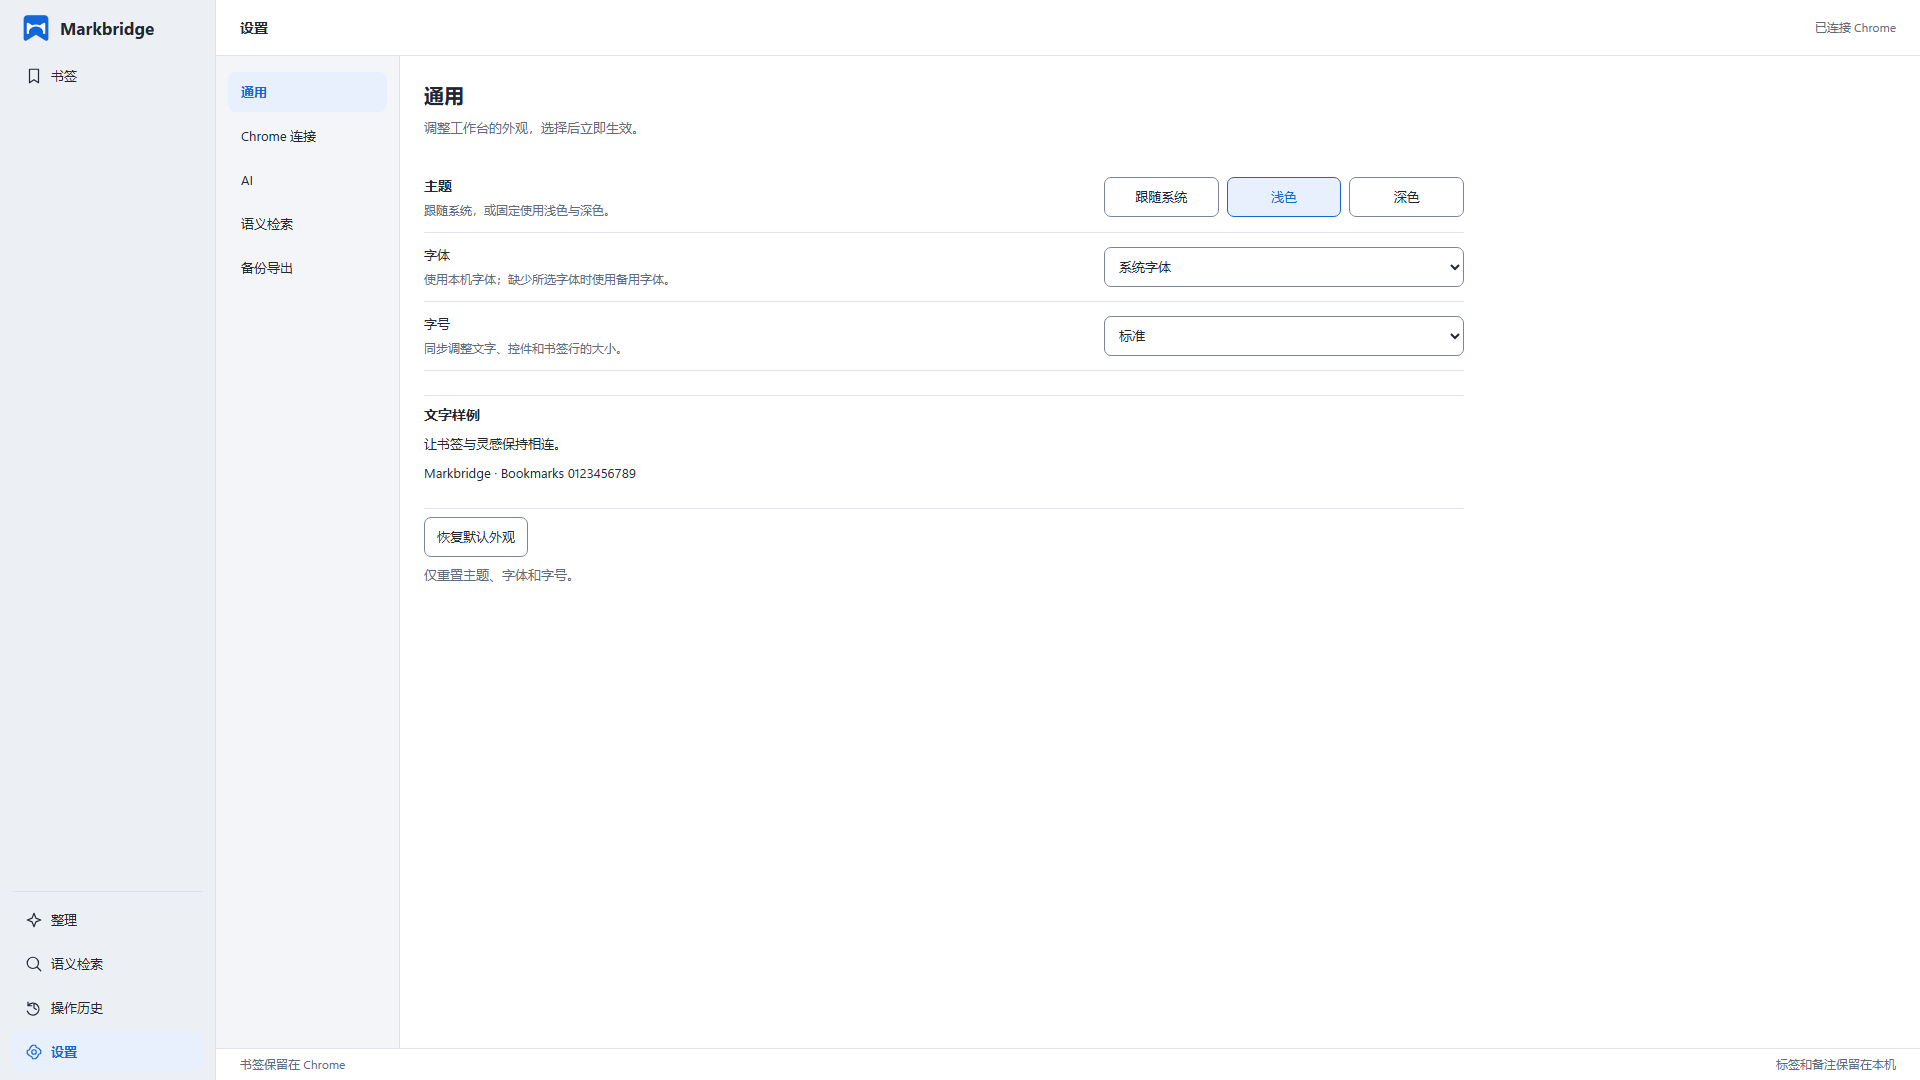 Markbridge
书签
整理
语义检索
操作历史
设置
设置
已连接 Chrome
通用
Chrome 连接
AI
语义检索
备份导出
通用
调整工作台的外观，选择后立即生效。
主题
跟随系统，或固定使用浅色与深色。
跟随系统
浅色
深色
字体
使用本机字体；缺少所选字体时使用备用字体。
系统字体
字号
同步调整文字、控件和书签行的大小。
标准
文字样例
让书签与灵感保持相连。
Markbridge · Bookmarks 0123456789
恢复默认外观
仅重置主题、字体和字号。
书签保留在 Chrome
标签和备注保留在本机